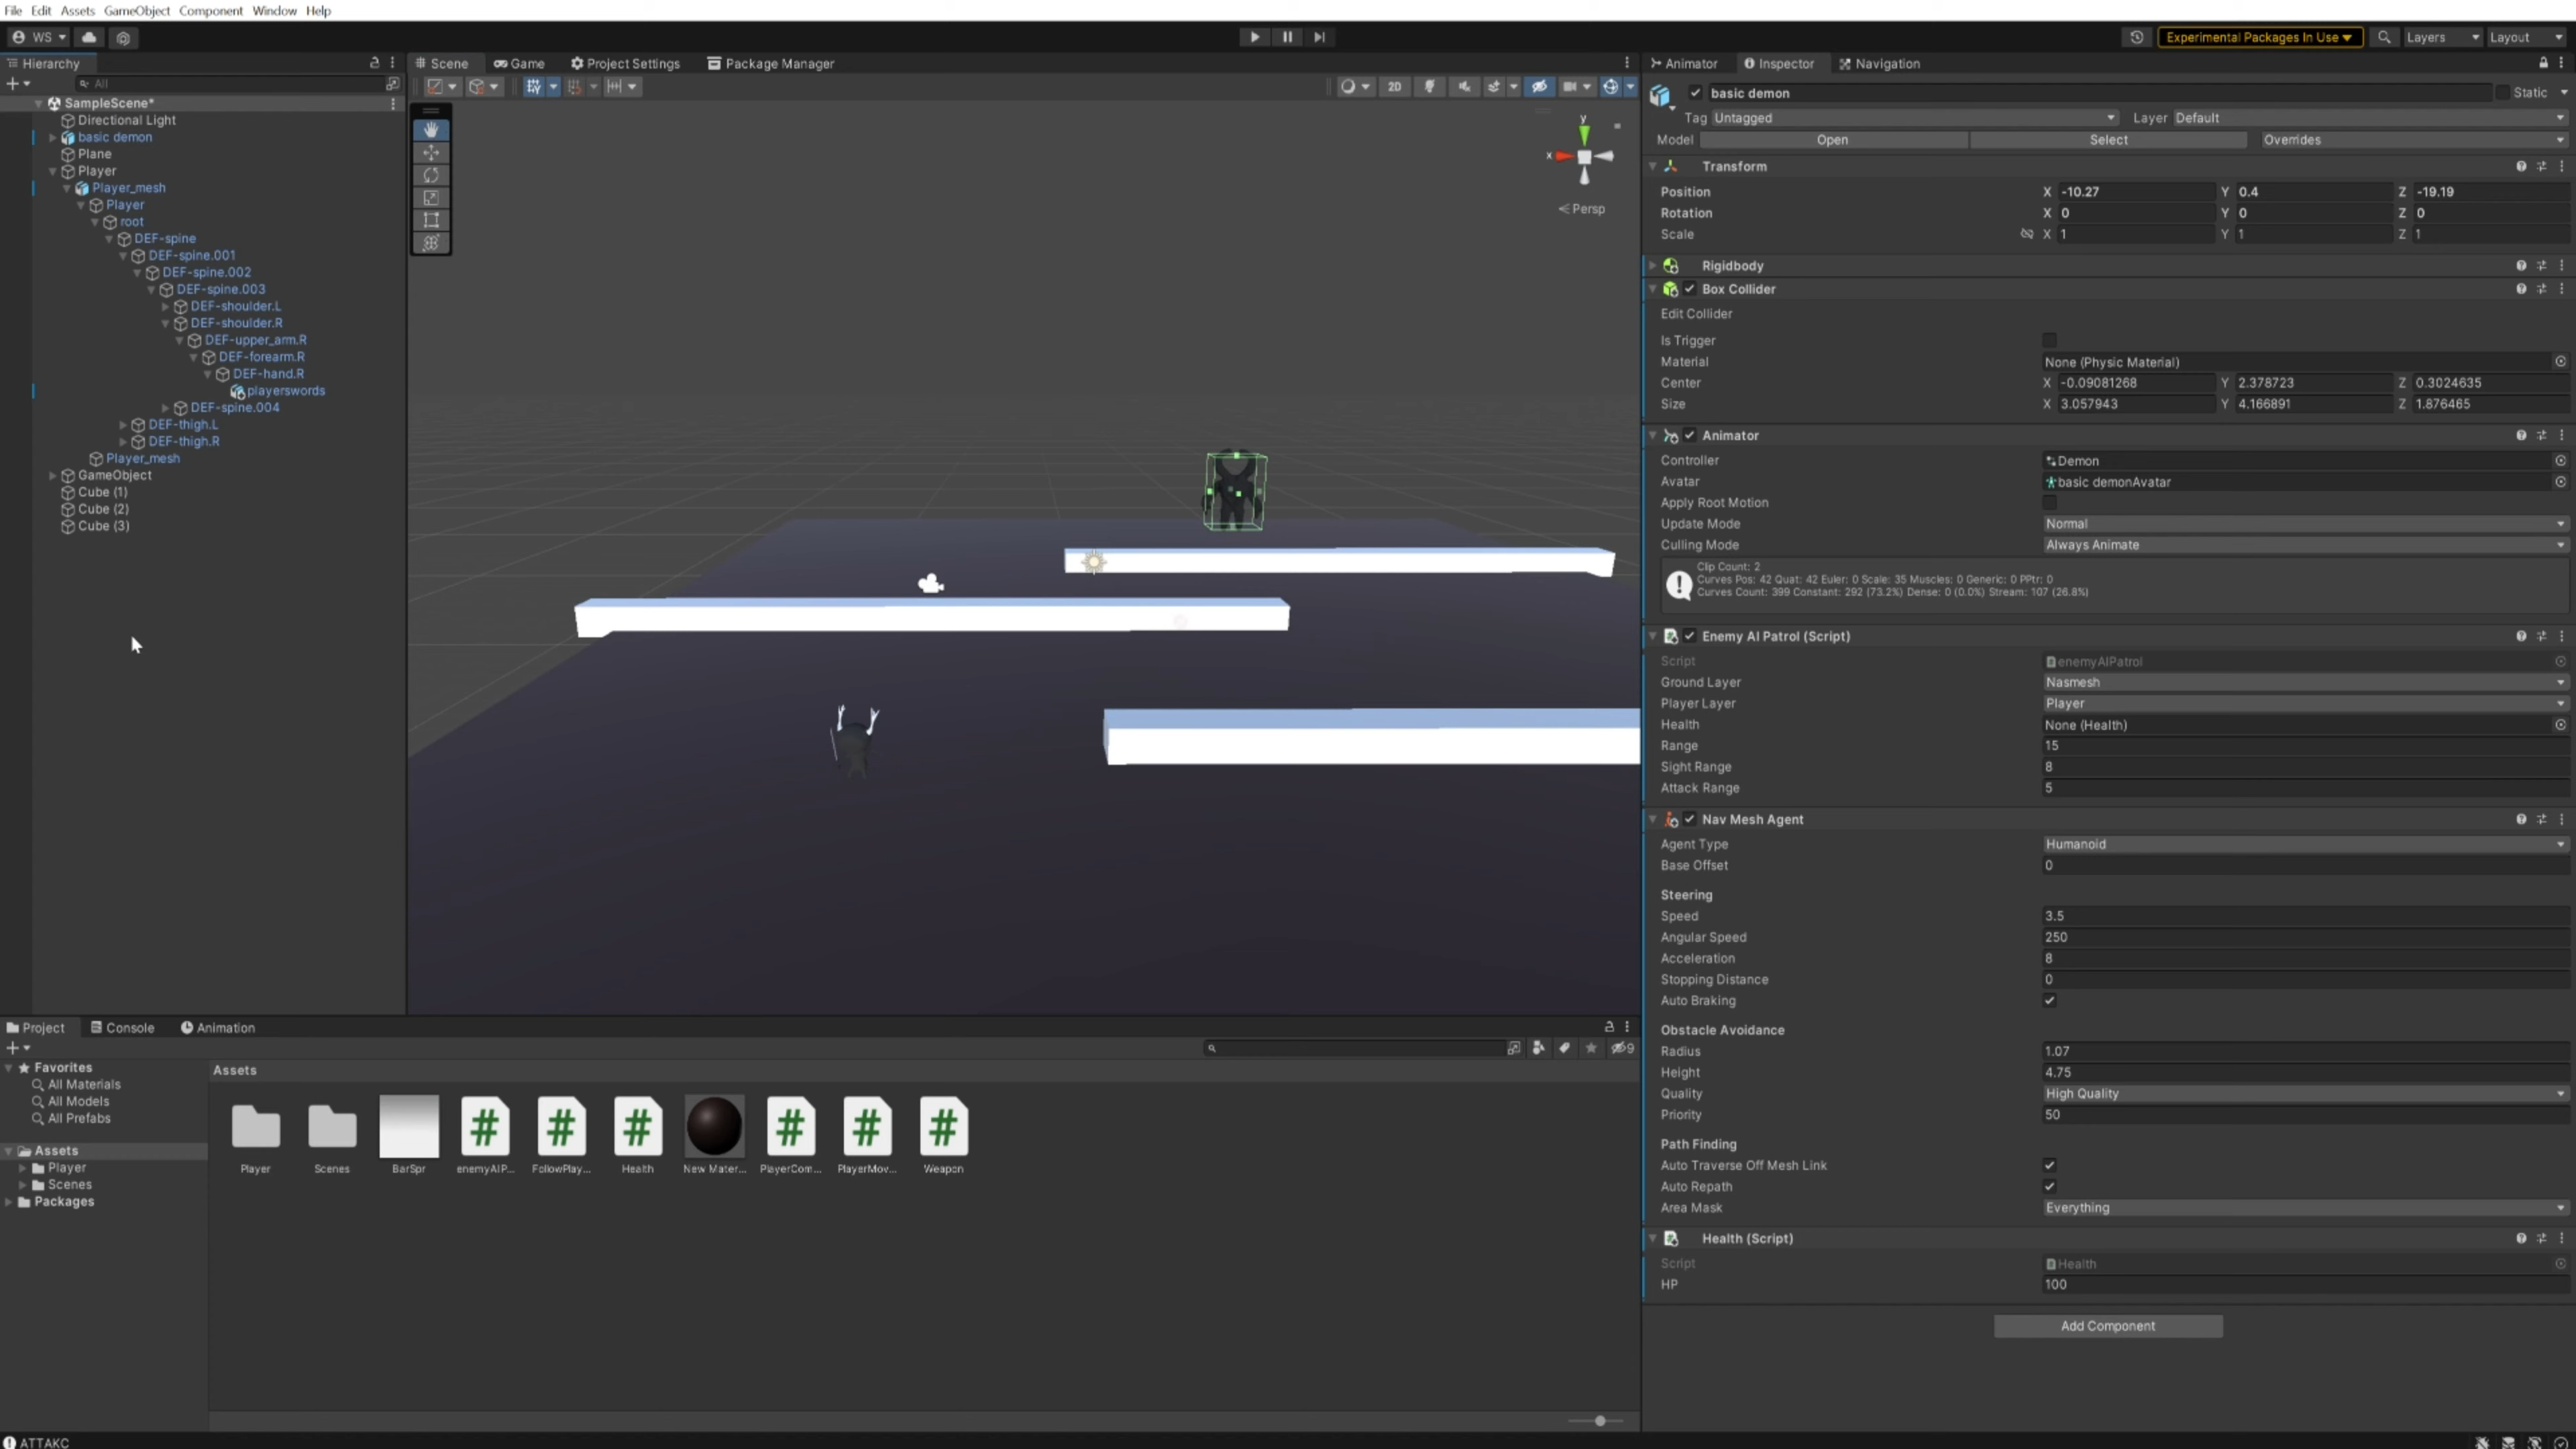 File Edit Assets GameObject Component Window Help
WS
Experimental Packages In Use
Layers
Layout
Hierarchy
All
SampleScene*
Directional Light
basic demon
Plane
Player
Player_mesh
Player
root
DEF-spine
DEF-spine.001
DEF-spine.002
DEF-spine.003
DEF-shoulder.L
DEF-shoulder.R
DEF-upper_arm.R
DEF-forearm.R
DEF-hand.R
playerswords
DEF-spine.004
DEF-thigh.L
DEF-thigh.R
Player_mesh
GameObject
Cube (1)
Cube (2)
Cube (3)
Scene Game Project Settings Package Manager
2D
y
x
Persp
Animator Inspector Navigation
basic demon Static
Tag Untagged Layer Default
Model Open Select Overrides
Transform
Position X -10.27 Y 0.4 Z -19.19
Rotation X 0 Y 0 Z 0
Scale X 1 Y 1 Z 1
Rigidbody
Box Collider
Edit Collider
Is Trigger
Material None (Physic Material)
Center X -0.09081268 Y 2.378723 Z 0.3024635
Size X 3.057943 Y 4.166891 Z 1.876465
Animator
Controller Demon
Avatar basic demonAvatar
Apply Root Motion
Update Mode Normal
Culling Mode Always Animate
Clip Count: 2
Curves Pos: 42 Quat: 42 Euler: 0 Scale: 35 Muscles: 0 Generic: 0 PPtr: 0
Curves Count: 399 Constant: 292 (73.2%) Dense: 0 (0.0%) Stream: 107 (26.8%)
Enemy AI Patrol (Script)
Script enemyAIPatrol
Ground Layer Nasmesh
Player Layer Player
Health None (Health)
Range 15
Sight Range 8
Attack Range 5
Nav Mesh Agent
Agent Type Humanoid
Base Offset 0
Steering
Speed 3.5
Angular Speed 250
Acceleration 8
Stopping Distance 0
Auto Braking
Obstacle Avoidance
Radius 1.07
Height 4.75
Quality High Quality
Priority 50
Path Finding
Auto Traverse Off Mesh Link
Auto Repath
Area Mask Everything
Health (Script)
Script Health
HP 100
Add Component
Project Console Animation
9
Favorites
All Materials
All Models
All Prefabs
Assets
Player
Scenes
Packages
Assets
Player Scenes BarSpr enemyAIP... FollowPlay... Health New Mater... PlayerCom... PlayerMov... Weapon
ATTAKC